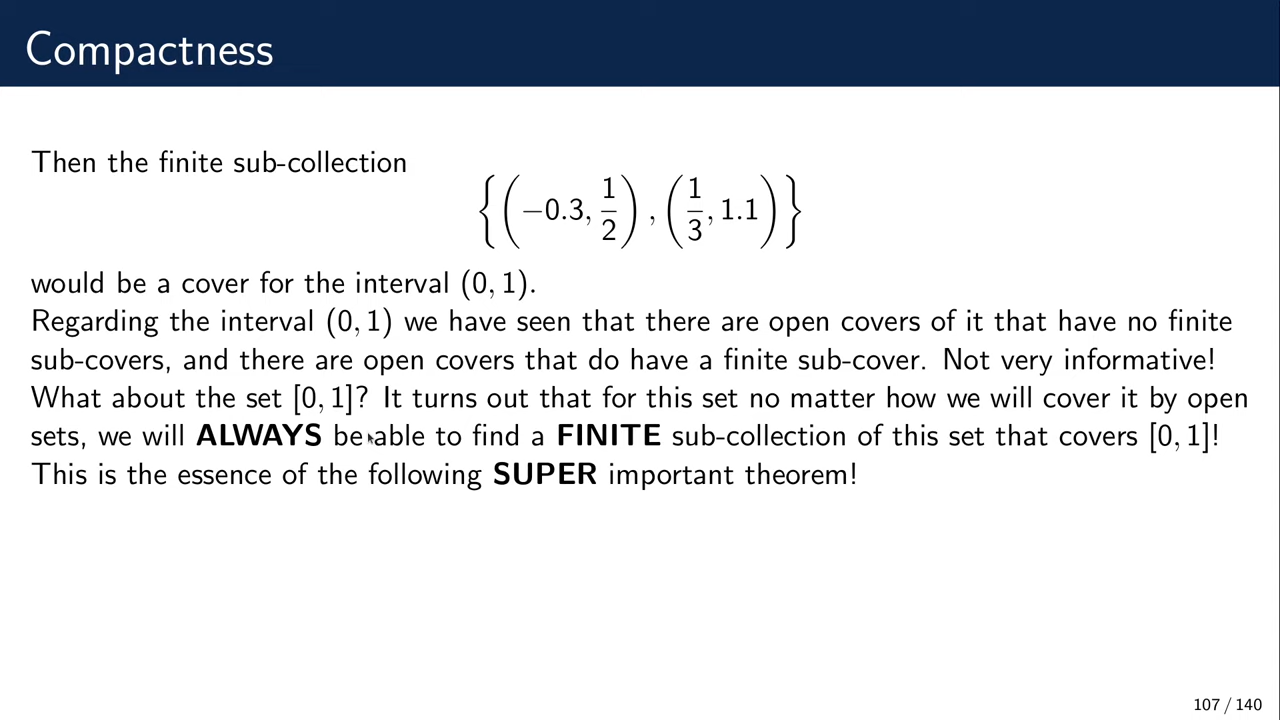 Compactness
Then the finite sub-collection
{(−0.3, 1/2), (1/3, 1.1)}
would be a cover for the interval (0, 1).
Regarding the interval (0, 1) we have seen that there are open covers of it that have no finite
sub-covers, and there are open covers that do have a finite sub-cover. Not very informative!
What about the set [0, 1]? It turns out that for this set no matter how we will cover it by open
sets, we will ALWAYS be able to find a FINITE sub-collection of this set that covers [0, 1]!
This is the essence of the following SUPER important theorem!
107 / 140